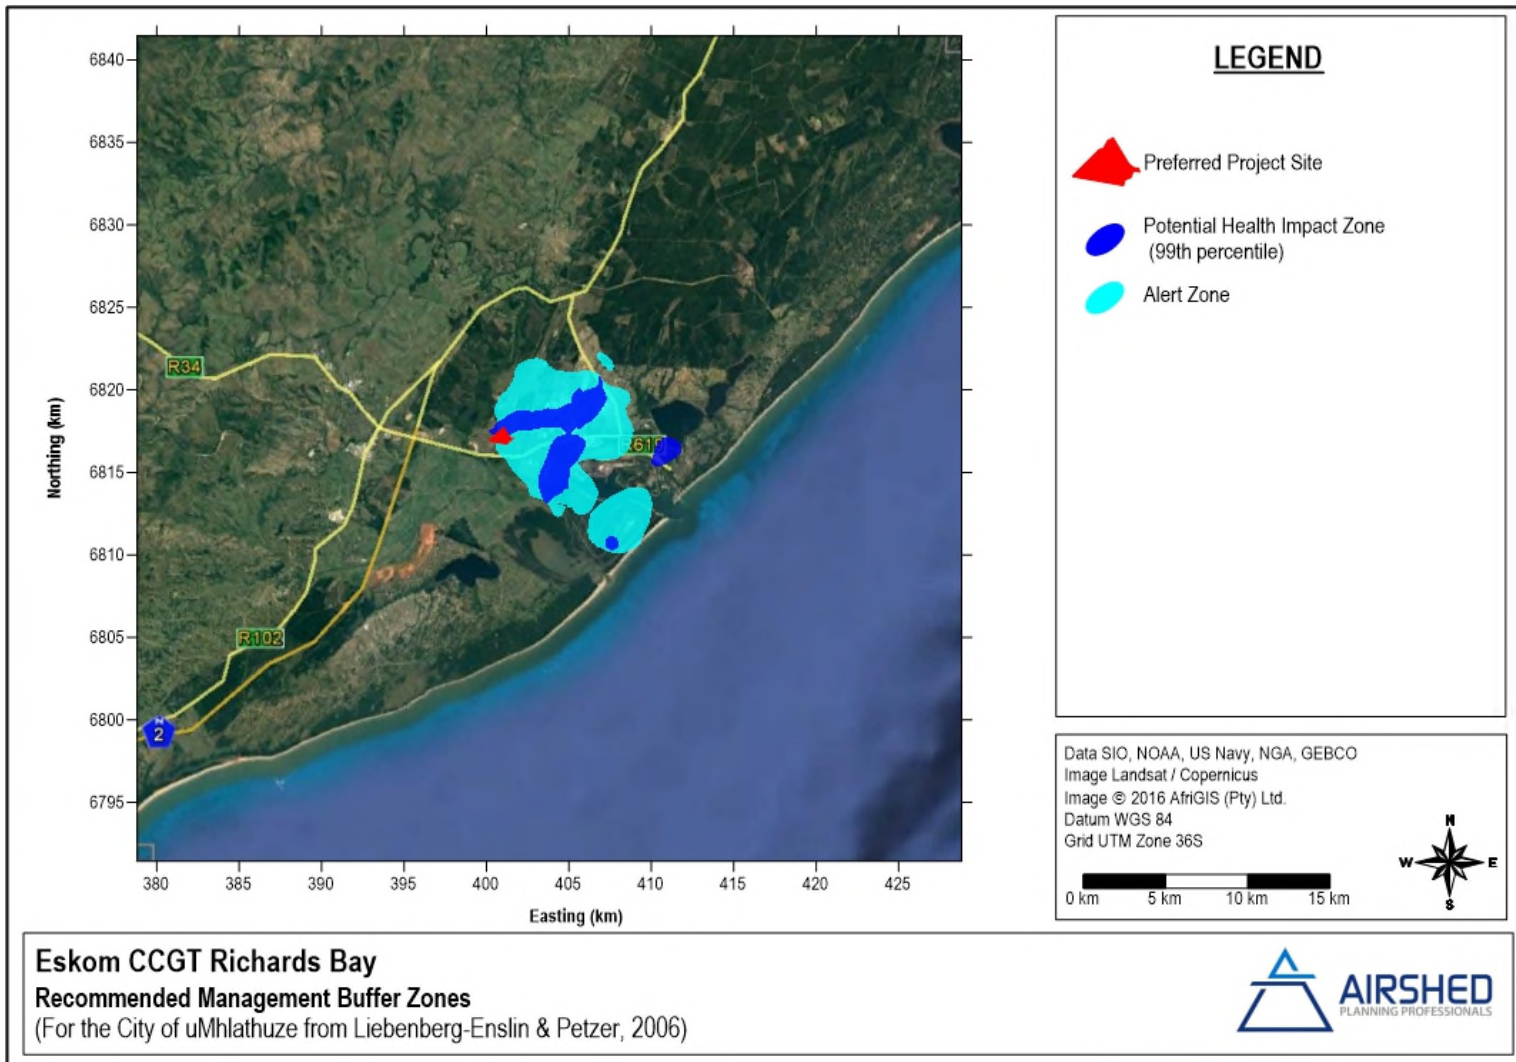 6840
6835
6830
6825
6820
6815
6810
6805
6800
6795
Northing (km)
380
385
390
395
400
405
410
415
420
425
Easting (km)
R34
R619
R102
N
2
LEGEND
Preferred Project Site
Potential Health Impact Zone
(99th percentile)
Alert Zone
Data SIO, NOAA, US Navy, NGA, GEBCO
Image Landsat / Copernicus
Image © 2016 AfriGIS (Pty) Ltd.
Datum WGS 84
Grid UTM Zone 36S
0 km 5 km 10 km 15 km
N
W E
S
Eskom CCGT Richards Bay
Recommended Management Buffer Zones
(For the City of uMhlathuze from Liebenberg-Enslin & Petzer, 2006)
AIRSHED
PLANNING PROFESSIONALS